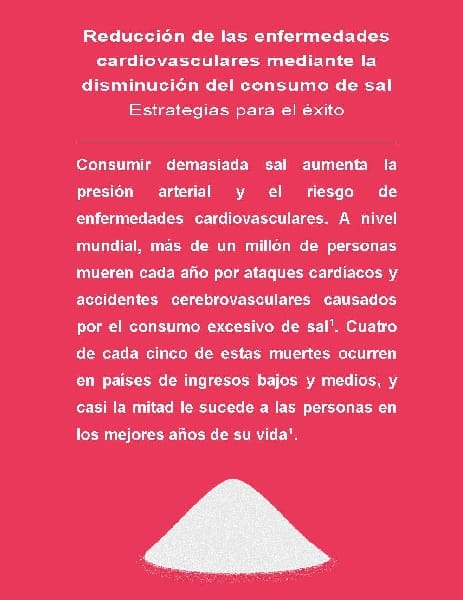 Reducción de las enfermedades
cardiovasculares mediante la
disminución del consumo de sal
Estrategias para el éxito
Consumir demasiada sal aumenta la
presión arterial y el riesgo de
enfermedades cardiovasculares. A nivel
mundial, más de un millón de personas
mueren cada año por ataques cardíacos y
accidentes cerebrovasculares causados
por el consumo excesivo de sal¹. Cuatro
de cada cinco de estas muertes ocurren
en países de ingresos bajos y medios, y
casi la mitad le sucede a las personas en
los mejores años de su vida¹.